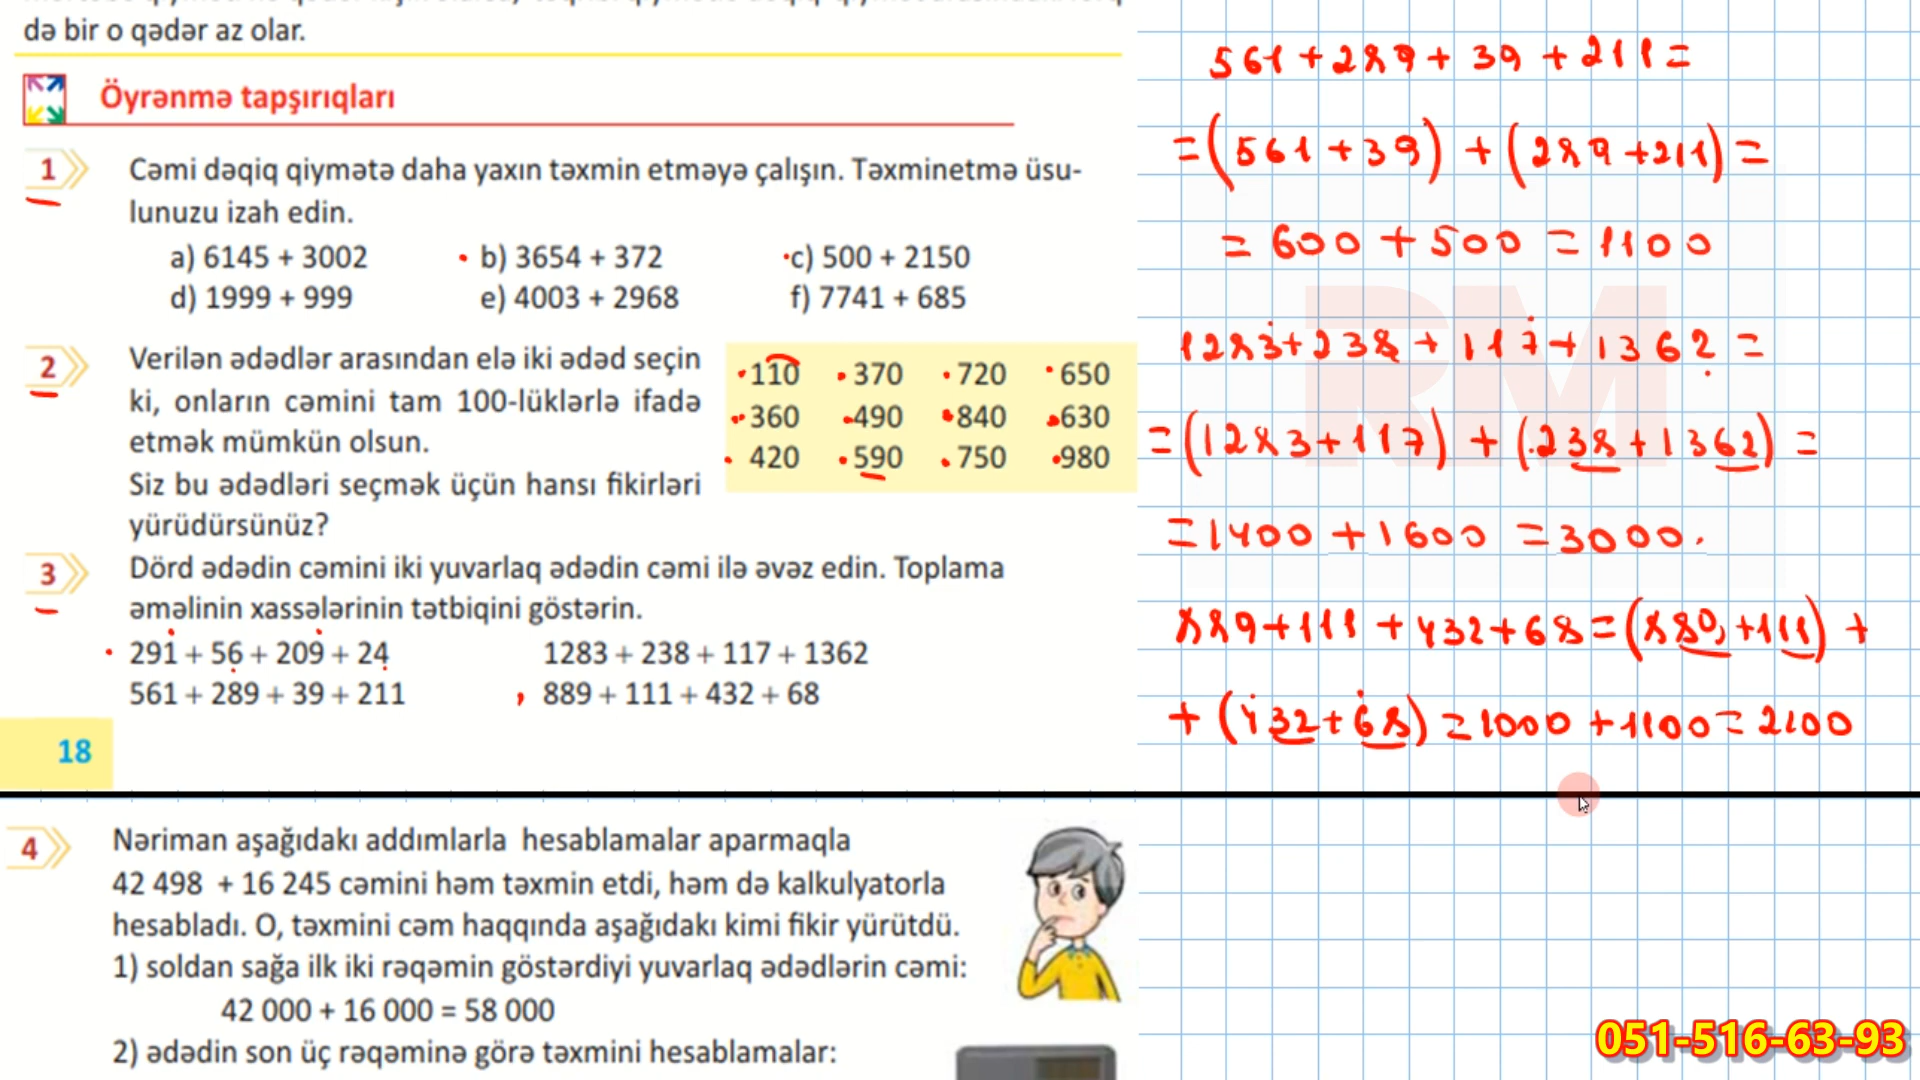 də bir o qədər az olar.
Öyrənmə tapşırıqları
1 Cəmi dəqiq qiymətə daha yaxın təxmin etməyə çalışın. Təxminetmə üsu-
lunuzu izah edin.
a) 6145 + 3002 b) 3654 + 372 c) 500 + 2150
d) 1999 + 999 e) 4003 + 2968 f) 7741 + 685
2 Verilən ədədlər arasından elə iki ədəd seçin
ki, onların cəmini tam 100-lüklərlə ifadə
etmək mümkün olsun.
Siz bu ədədləri seçmək üçün hansı fikirləri
yürüdürsünüz?
110 370 720 650
360 490 840 630
420 590 750 980
3 Dörd ədədin cəmini iki yuvarlaq ədədin cəmi ilə əvəz edin. Toplama
əməlinin xassələrinin tətbiqini göstərin.
291 + 56 + 209 + 24 1283 + 238 + 117 + 1362
561 + 289 + 39 + 211 889 + 111 + 432 + 68
18
4 Nəriman aşağıdakı addımlarla hesablamalar aparmaqla
42 498 + 16 245 cəmini həm təxmin etdi, həm də kalkulyatorla
hesabladı. O, təxmini cəm haqqında aşağıdakı kimi fikir yürütdü.
1) soldan sağa ilk iki rəqəmin göstərdiyi yuvarlaq ədədlərin cəmi:
42 000 + 16 000 = 58 000
2) ədədin son üç rəqəminə görə təxmini hesablamalar:
561 + 289 + 39 + 211 =
= (561 + 39) + (289 + 211) =
= 600 + 500 = 1100
1283 + 238 + 117 + 1362 =
= (1283 + 117) + (238 + 1362) =
= 1400 + 1600 = 3000.
889 + 111 + 432 + 68 = (889 + 111) +
+ (432 + 68) = 1000 + 1100 = 2100
RM
051-516-63-93